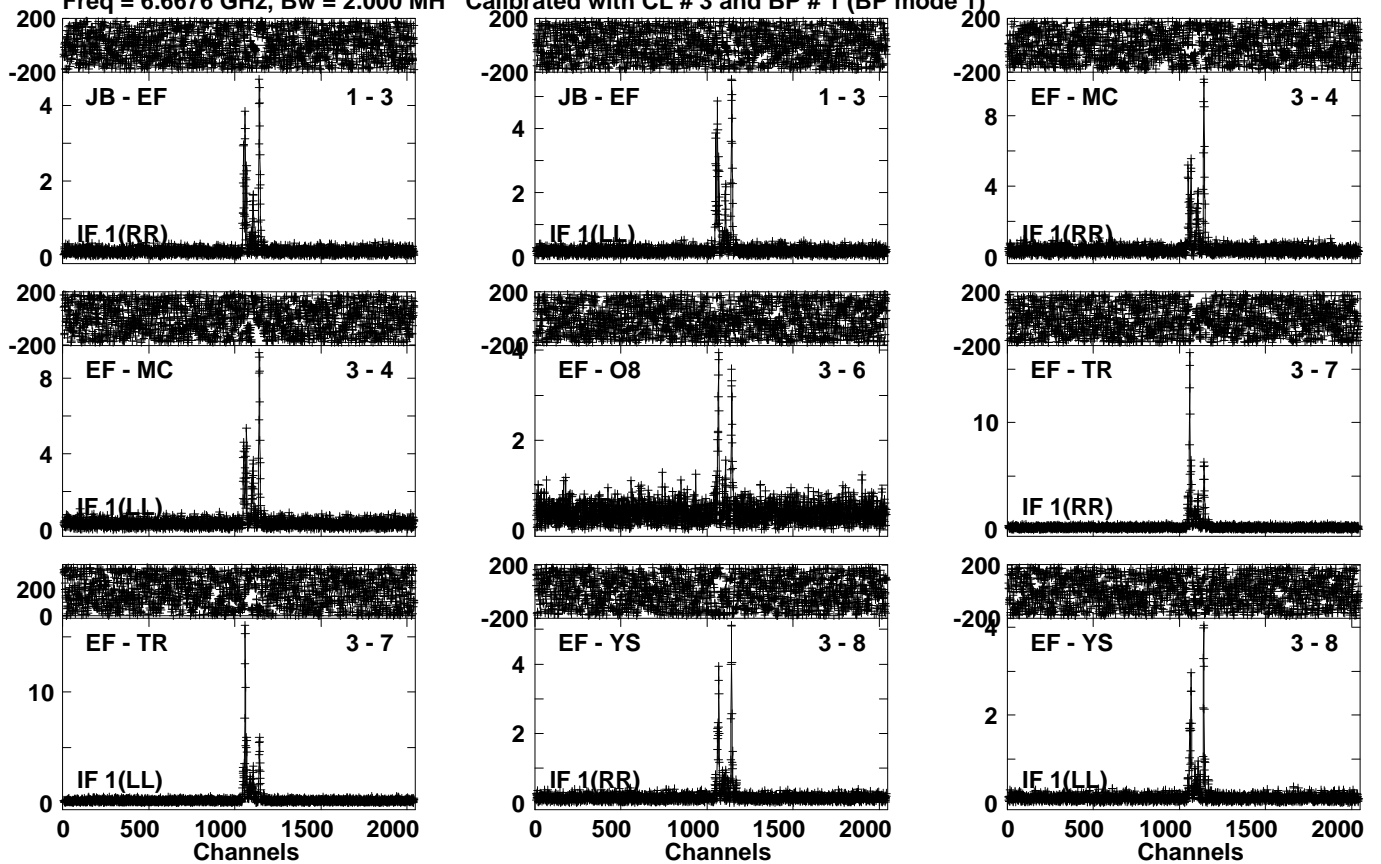 Freq = 6.6676 GHz, Bw = 2.000 MH Calibrated with CL # 3 and BP # 1 (BP mode 1)
200 200 200
-200 -200 -200
JB - EF 1 - 3 JB - EF 1 - 3 EF - MC 3 - 4
4 4 8
2 2 4
IF 1(RR) IF 1(LL) IF 1(RR)
0 0 0
200 200 200
-200 -200 -200
4
EF - MC 3 - 4 EF - O8 3 - 6 EF - TR 3 - 7
8 2 10
4
IF 1(LL) IF 1(RR)
0 0 0
200 200 200
0 -200 -200
4
EF - TR 3 - 7 EF - YS 3 - 8 EF - YS 3 - 8
10 4 2
2
IF 1(LL) IF 1(RR) IF 1(LL)
0 0 0
0 500 1000 1500 2000 0 500 1000 1500 2000 0 500 1000 1500 2000
Channels Channels Channels